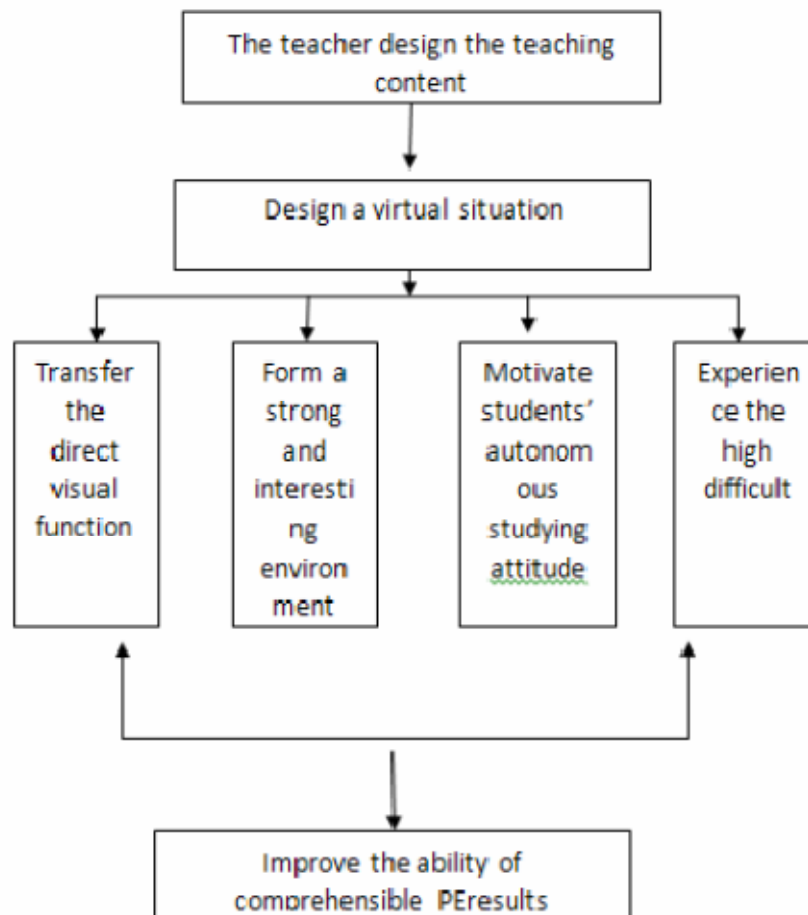 The teacher design the teaching
content
Design a virtual situation
Transfer
the
direct
visual
function
Form a
strong
and
interesti
ng
environ
ment
Motivate
students'
autonom
ous
studying
attitude
Experien
ce the
high
difficult
Improve the ability of
comprehensible PEresults